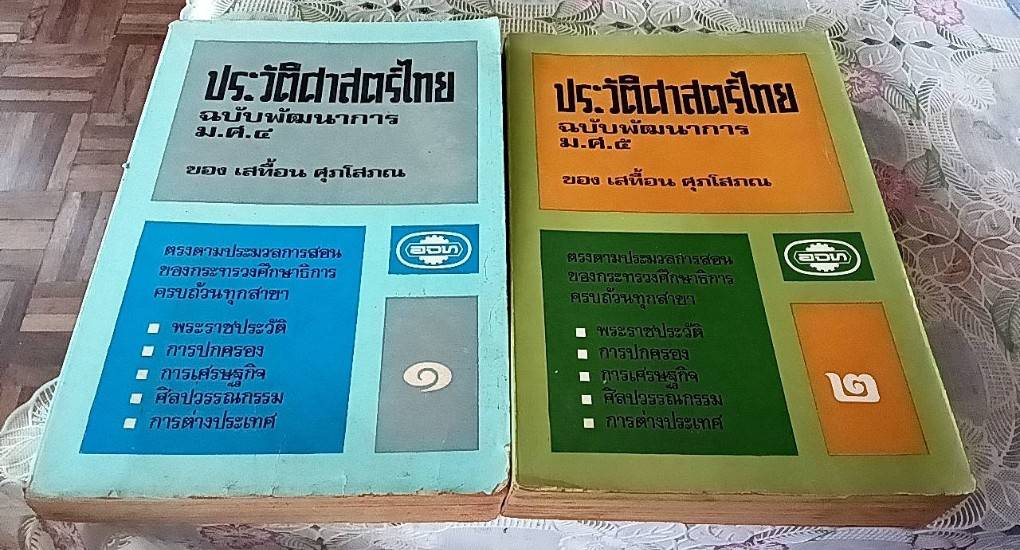 ประวัติศาสตร์ไทย
ฉบับพัฒนาการ
ม.ศ.๔
ของ เสทื้อน ศุภโสภณ
ตรงตามประมวลการสอน
ของกระทรวงศึกษาธิการ
ครบถ้วนทุกสาขา
พระราชประวัติ
การปกครอง
การเศรษฐกิจ
ศิลปวรรณกรรม
การต่างประเทศ
อวท
๑
ประวัติศาสตร์ไทย
ฉบับพัฒนาการ
ม.ศ.๕
ของ เสทื้อน ศุภโสภณ
ตรงตามประมวลการสอน
ของกระทรวงศึกษาธิการ
ครบถ้วนทุกสาขา
พระราชประวัติ
การปกครอง
การเศรษฐกิจ
ศิลปวรรณกรรม
การต่างประเทศ
อวท
๒